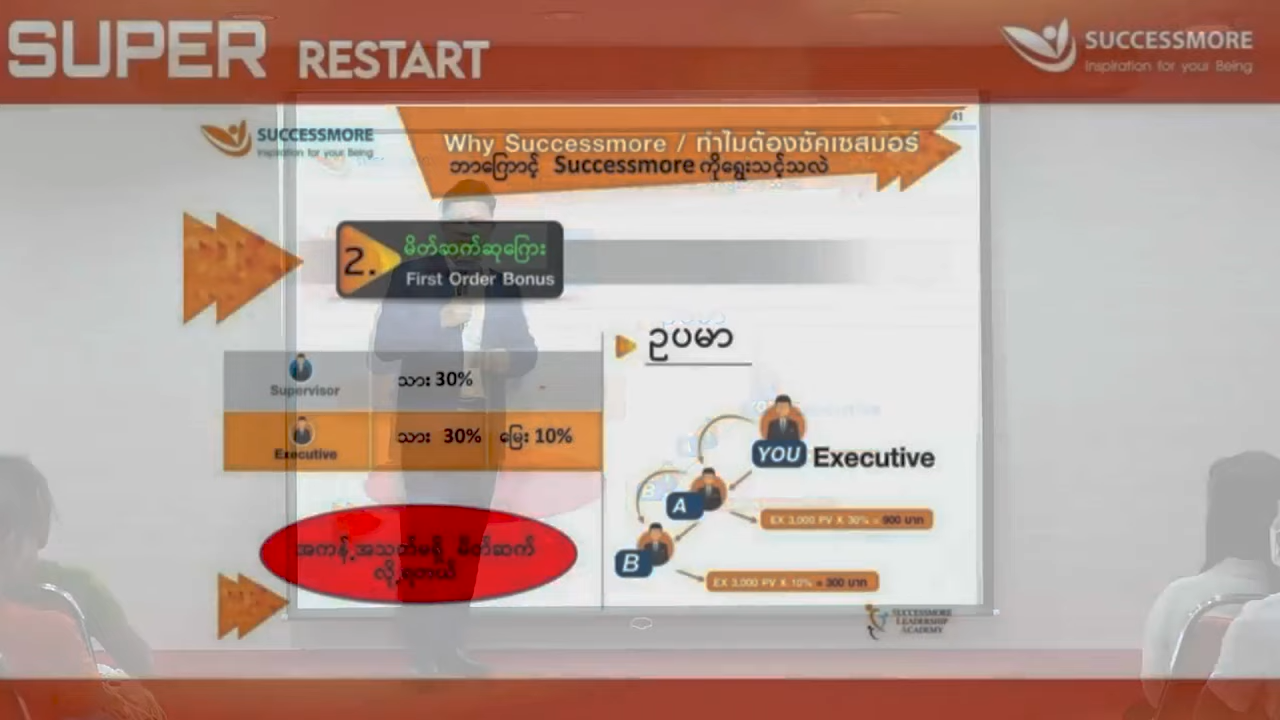 SUPER RESTART
SUCCESSMORE
Inspiration for your Being
SUCCESSMORE
Inspiration for your Being
41
Why Successmore / ทำไมต้องซัคเซสมอร์
ဘာကြောင့် Successmore ကိုရွေးသင့်သလဲ
2.
မိတ်ဆက်ဆုကြေး
First Order Bonus
Supervisor
သား 30%
Executive
သား 30% မြေး 10%
အကန့်အသတ်မရှိ မိတ်ဆက်
လို့ရတယ်
ဥပမာ
YOU Executive
A
EX 3,000 PV X 30% = 900 บาท
B
EX 3,000 PV X 10% = 300 บาท
SUCCESSMORE
LEADERSHIP
ACADEMY